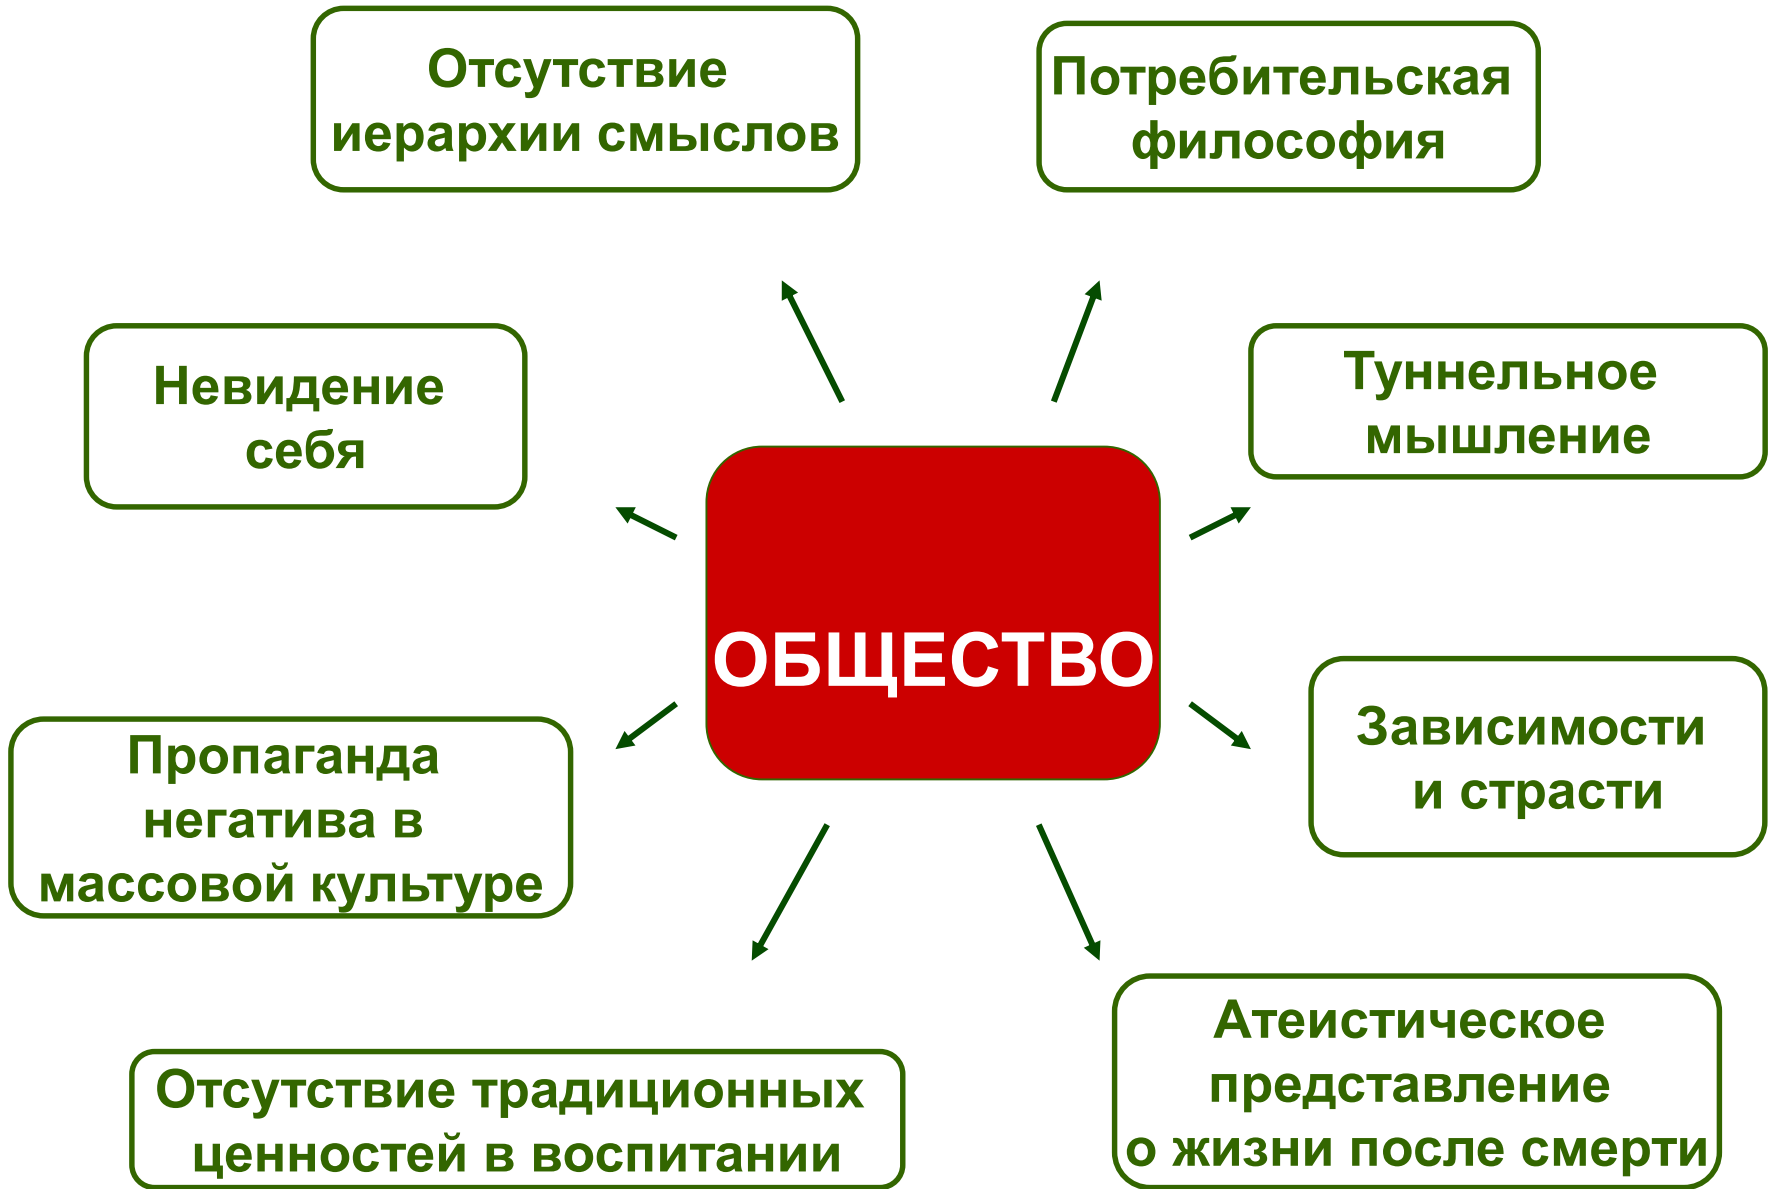 Отсутствие
иерархии смыслов
Потребительская
философия
Невидение
себя
Туннельное
мышление
ОБЩЕСТВО
Зависимости
и страсти
Пропаганда
негатива в
массовой культуре
Атеистическое
представление
о жизни после смерти
Отсутствие традиционных
ценностей в воспитании